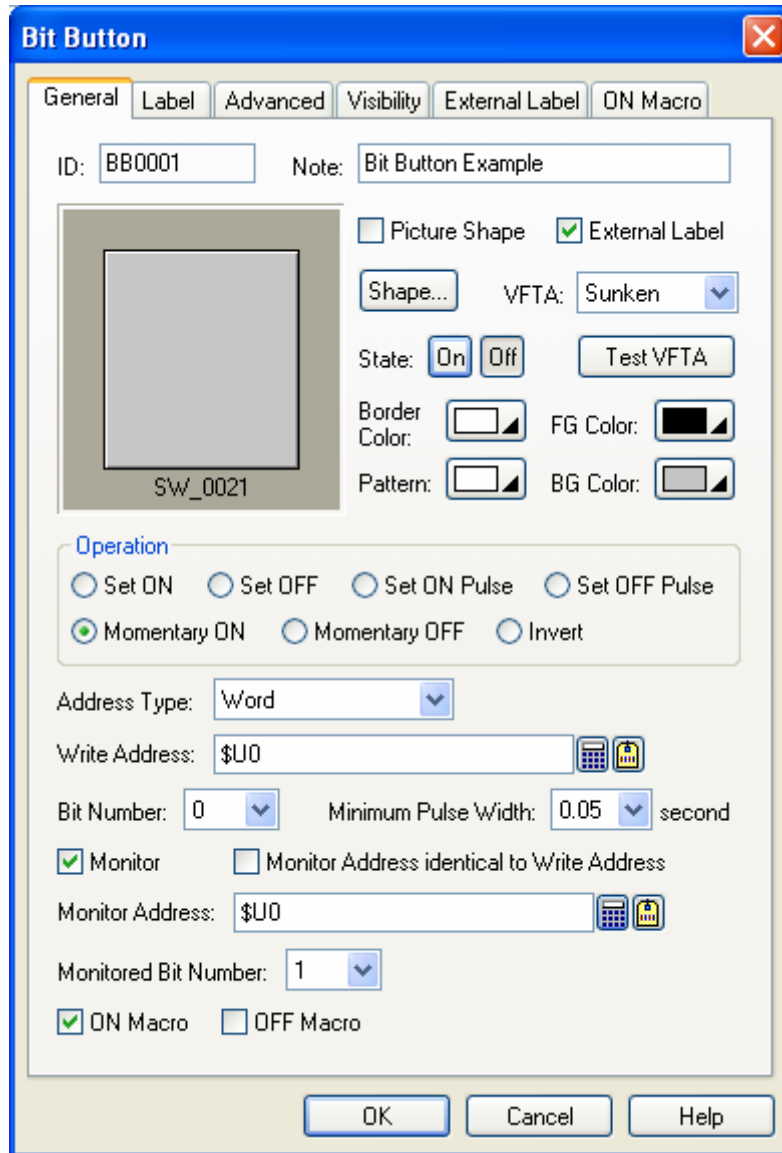 Bit Button
General Label Advanced Visibility External Label ON Macro
ID: BB0001 Note: Bit Button Example
Picture Shape External Label
Shape... VFTA: Sunken
State: On Off Test VFTA
Border Color: FG Color:
Pattern: BG Color:
SW_0021
Operation
Set ON Set OFF Set ON Pulse Set OFF Pulse
Momentary ON Momentary OFF Invert
Address Type: Word
Write Address: $U0
Bit Number: 0 Minimum Pulse Width: 0.05 second
Monitor Monitor Address identical to Write Address
Monitor Address: $U0
Monitored Bit Number: 1
ON Macro OFF Macro
OK Cancel Help